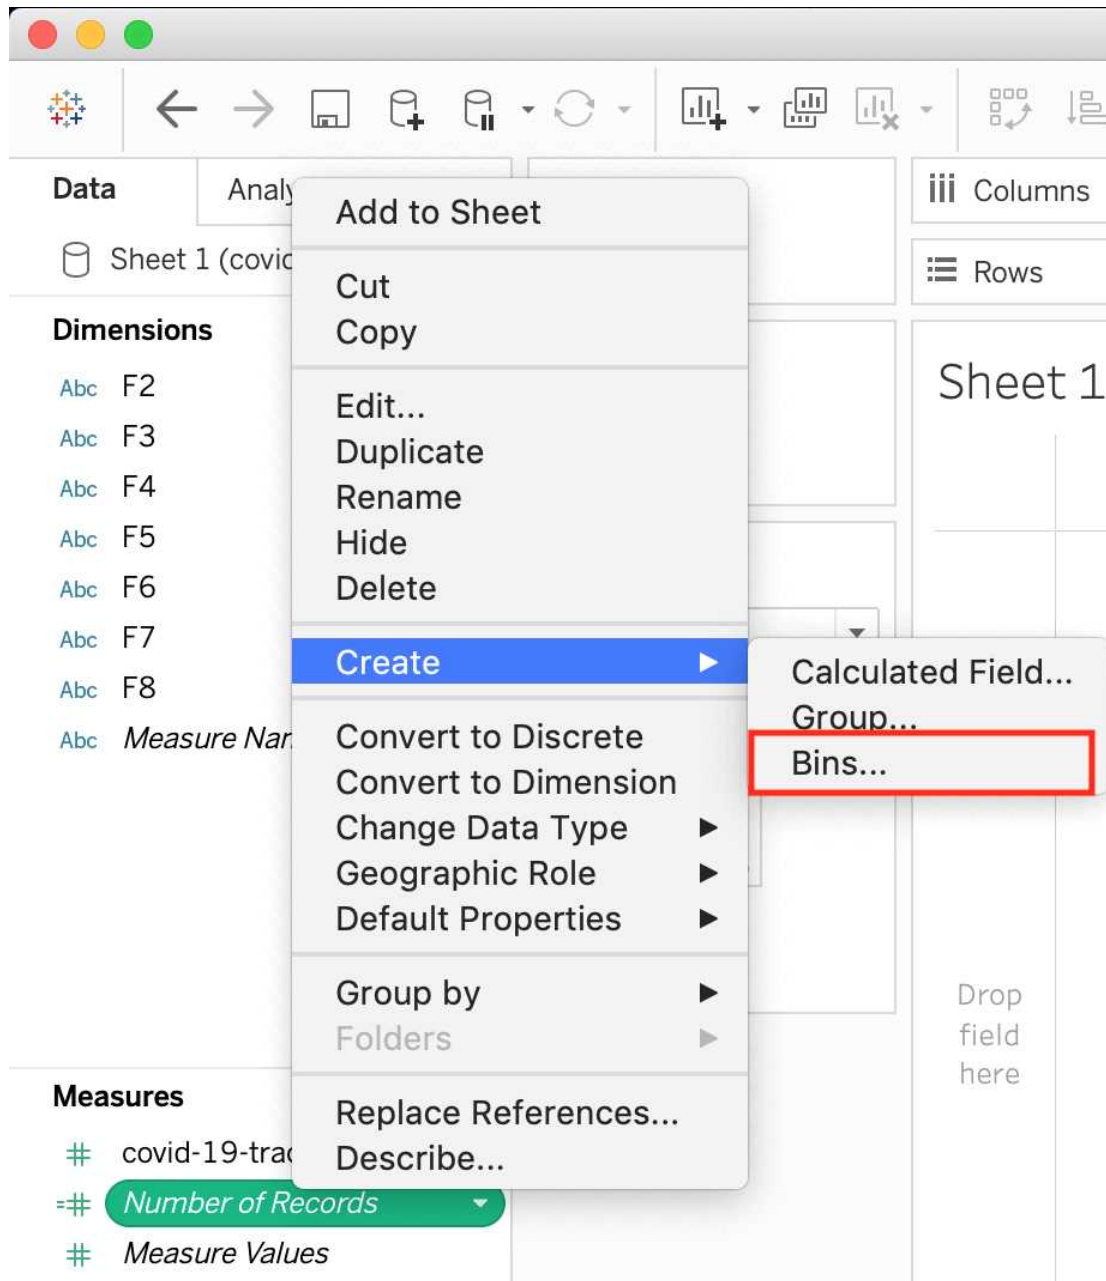 Data
Analy
Sheet 1 (covid
Dimensions
Abc F2
Abc F3
Abc F4
Abc F5
Abc F6
Abc F7
Abc F8
Abc Measure Nan
Add to Sheet
Cut
Copy
Edit...
Duplicate
Rename
Hide
Delete
Create
Convert to Discrete
Convert to Dimension
Change Data Type
Geographic Role
Default Properties
Group by
Folders
Replace References...
Describe...
Calculated Field...
Group...
Bins...
Measures
covid-19-trac
Number of Records
Measure Values
Columns
Rows
Sheet 1
Drop
field
here